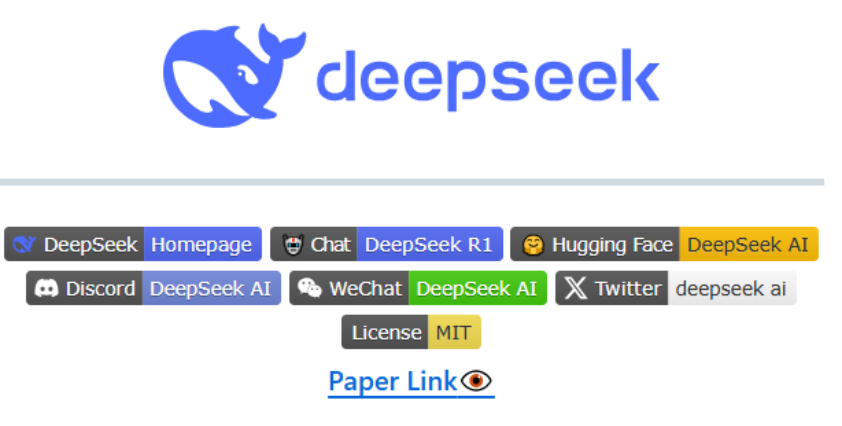 deepseek
DeepSeek Homepage Chat DeepSeek R1 Hugging Face DeepSeek AI
Discord DeepSeek AI WeChat DeepSeek AI Twitter deepseek ai
License MIT
Paper Link👁️